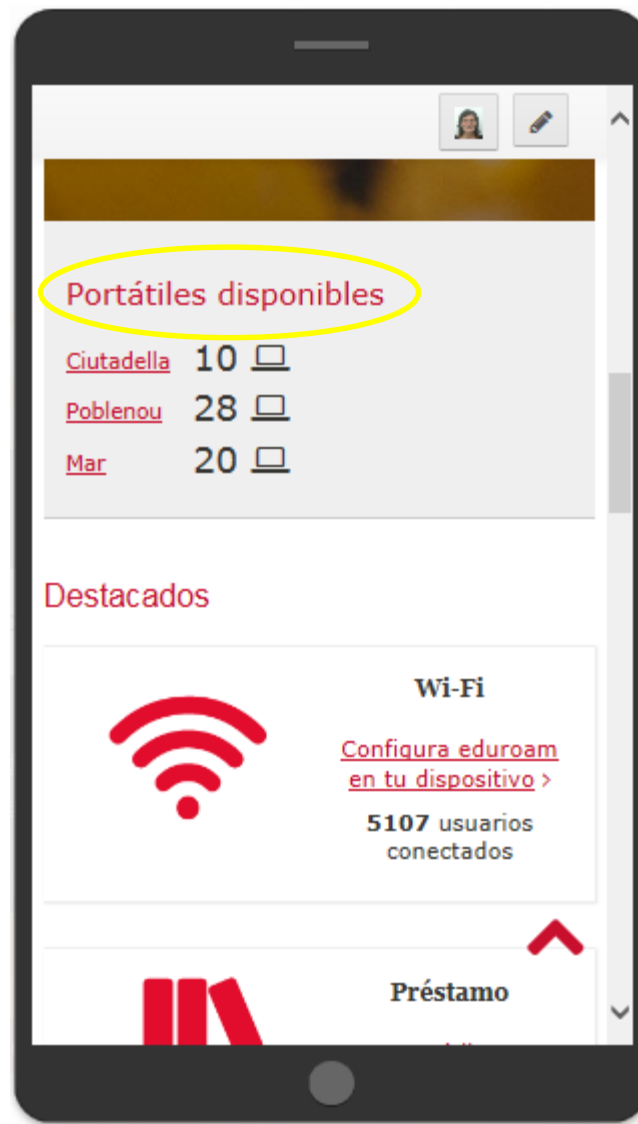 Portátiles disponibles
Ciutadella 10
Poblenou 28
Mar 20
Destacados
Wi-Fi
Configura eduroam
en tu dispositivo >
5107 usuarios
conectados
Préstamo